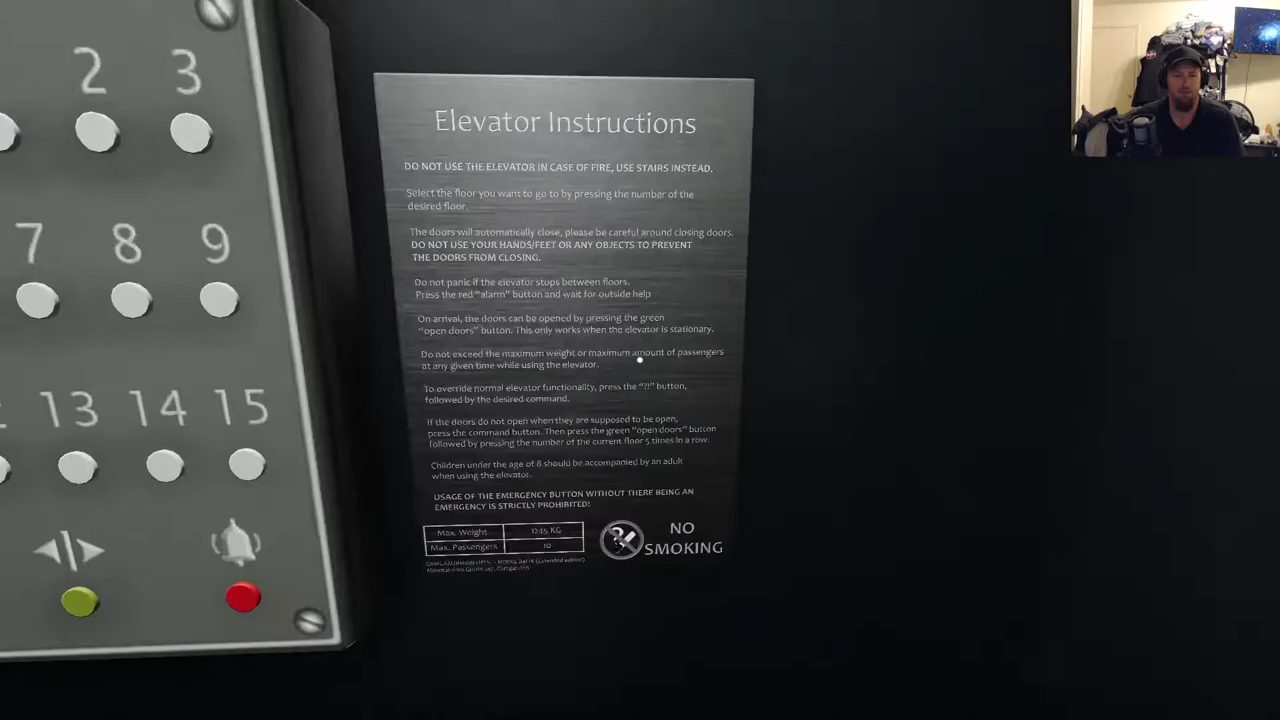 2 3
7 8 9
13 14 15
Elevator Instructions
DO NOT USE THE ELEVATOR IN CASE OF FIRE, USE STAIRS INSTEAD.
Select the floor you want to go to by pressing the number of the
desired floor.
The doors will automatically close, please be careful around closing doors.
DO NOT USE YOUR HANDS/FEET OR ANY OBJECTS TO PREVENT
THE DOORS FROM CLOSING.
Do not panic if the elevator stops between floors.
Press the red "alarm" button and wait for outside help
On arrival, the doors can be opened by pressing the green
"open doors" button. This only works when the elevator is stationary.
Do not exceed the maximum weight or maximum amount of passengers
at any given time while using the elevator.
To override normal elevator functionality, press the "?!" button,
followed by the desired command.
If the doors do not open when they are supposed to be open,
press the command button. Then press the green "open doors" button
followed by pressing the number of the current floor 5 times in a row.
Children under the age of 8 should be accompanied by an adult
when using the elevator.
USAGE OF THE EMERGENCY BUTTON WITHOUT THERE BEING AN
EMERGENCY IS STRICTLY PROHIBITED!
Max. Weight 1245 KG
Max. Passengers 10
NO
SMOKING